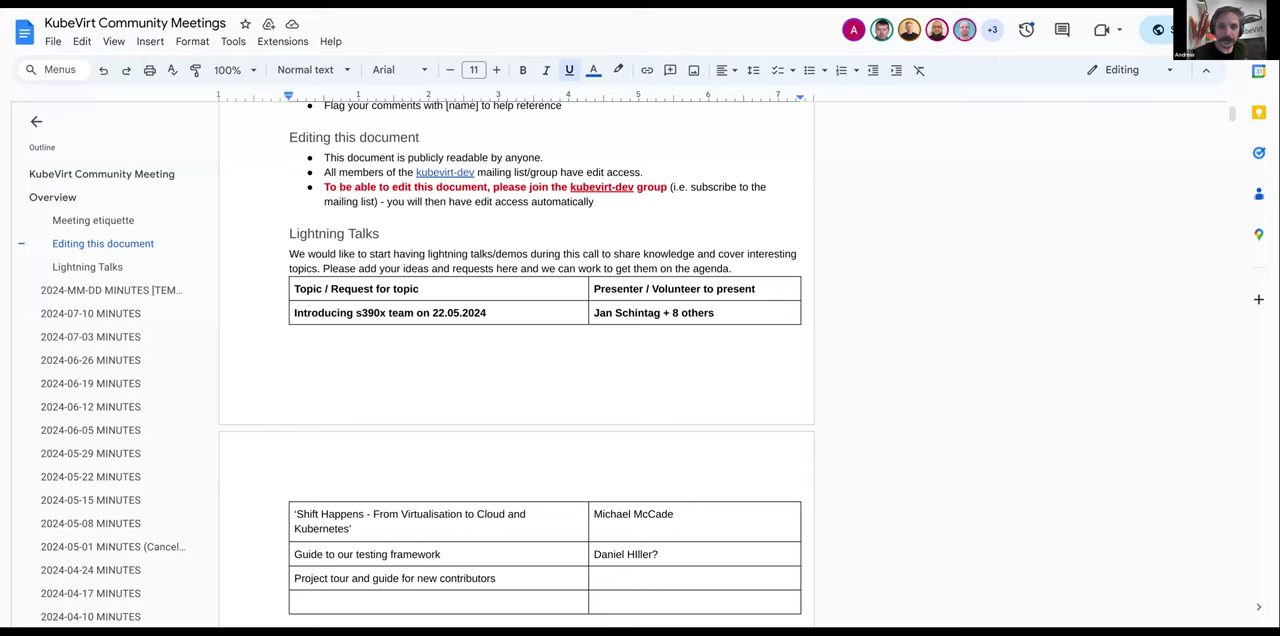 KubeVirt Community Meetings
File Edit View Insert Format Tools Extensions Help
+3
Menus
100%
Normal text
Arial
11
B I U A
Editing
Andrew
1 1 2 3 4 5 6 7
Outline
KubeVirt Community Meeting
Overview
Meeting etiquette
Editing this document
Lightning Talks
2024-MM-DD MINUTES [TEM...
2024-07-10 MINUTES
2024-07-03 MINUTES
2024-06-26 MINUTES
2024-06-19 MINUTES
2024-06-12 MINUTES
2024-06-05 MINUTES
2024-05-29 MINUTES
2024-05-22 MINUTES
2024-05-15 MINUTES
2024-05-08 MINUTES
2024-05-01 MINUTES (Cancel...
2024-04-24 MINUTES
2024-04-17 MINUTES
2024-04-10 MINUTES
● Flag your comments with [name] to help reference
Editing this document
● This document is publicly readable by anyone.
● All members of the kubevirt-dev mailing list/group have edit access.
● To be able to edit this document, please join the kubevirt-dev group (i.e. subscribe to the
mailing list) - you will then have edit access automatically
Lightning Talks
We would like to start having lightning talks/demos during this call to share knowledge and cover interesting
topics. Please add your ideas and requests here and we can work to get them on the agenda.
Topic / Request for topic Presenter / Volunteer to present
Introducing s390x team on 22.05.2024 Jan Schintag + 8 others
‘Shift Happens - From Virtualisation to Cloud and
Kubernetes’ Michael McCade
Guide to our testing framework Daniel HIller?
Project tour and guide for new contributors